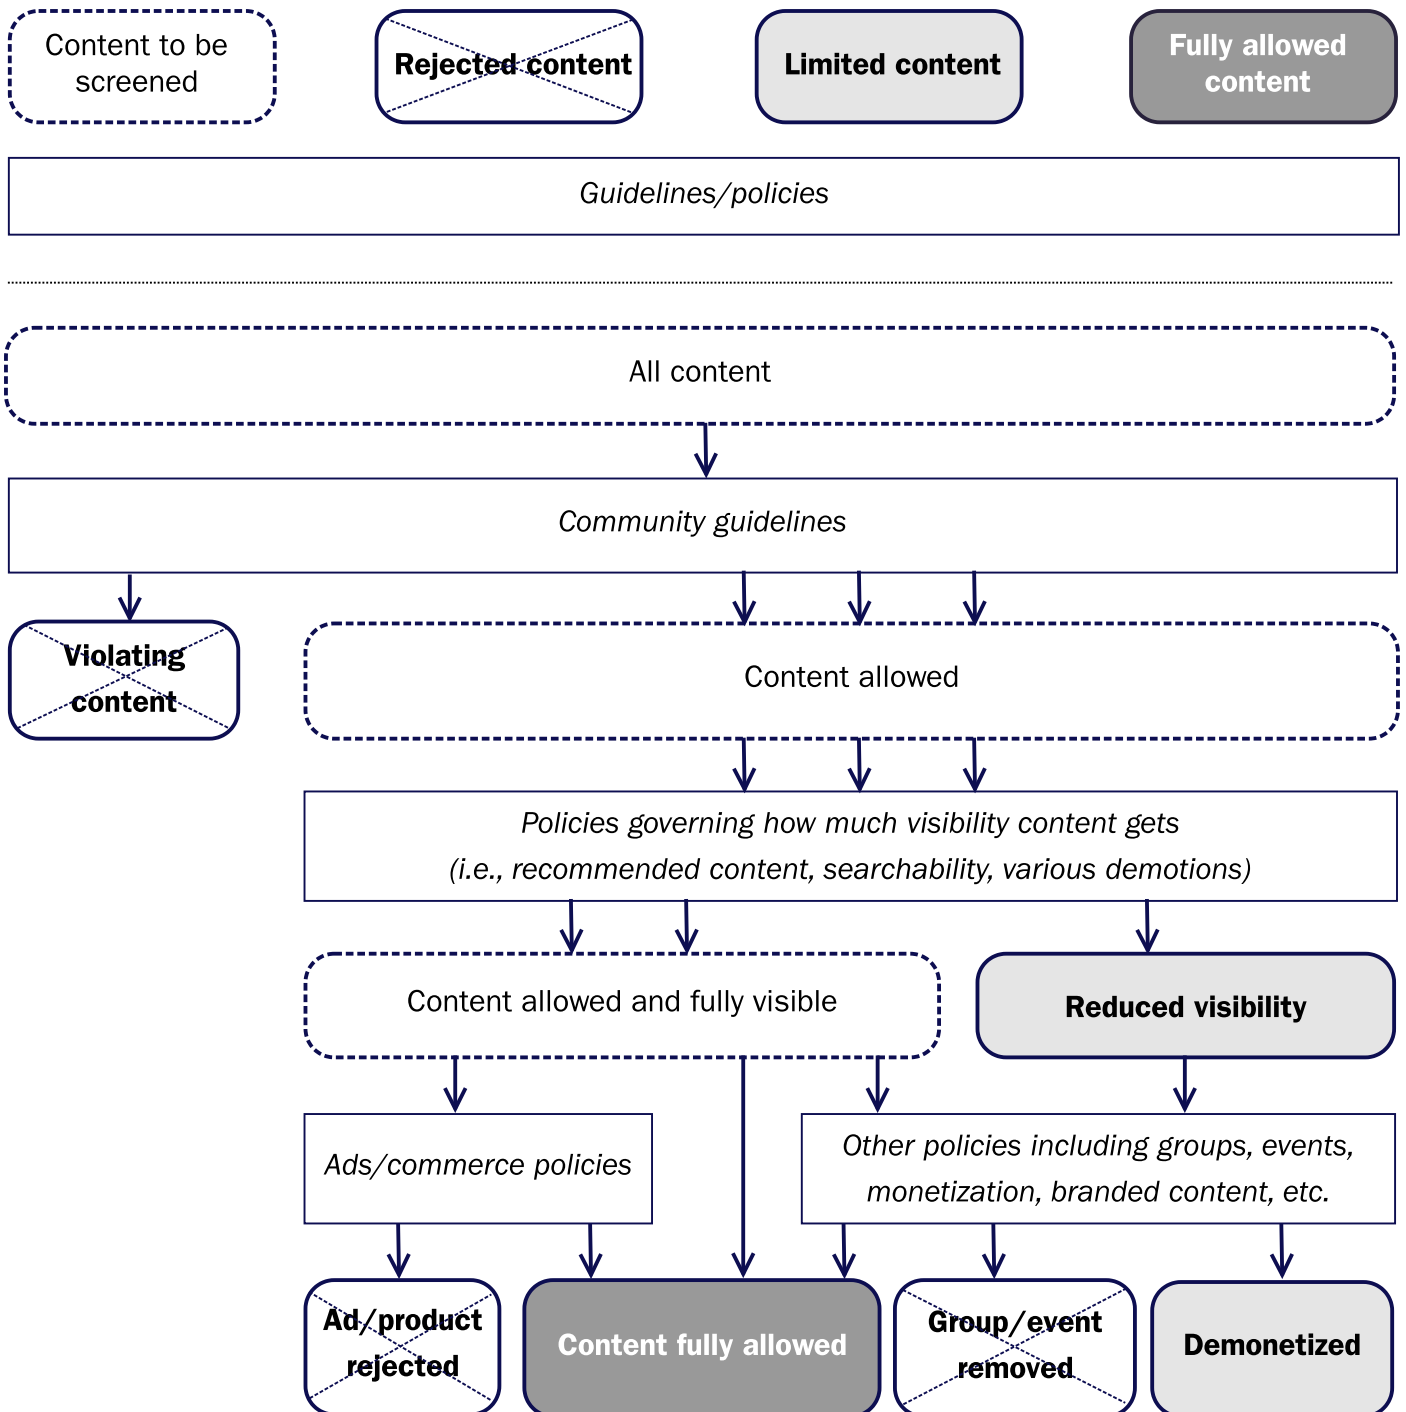 Content to be
screened
Rejected content
Limited content
Fully allowed
content
Guidelines/policies
All content
Community guidelines
Violating
content
Content allowed
Policies governing how much visibility content gets
(i.e., recommended content, searchability, various demotions)
Content allowed and fully visible
Reduced visibility
Ads/commerce policies
Other policies including groups, events,
monetization, branded content, etc.
Ad/product
rejected
Content fully allowed
Group/event
removed
Demonetized